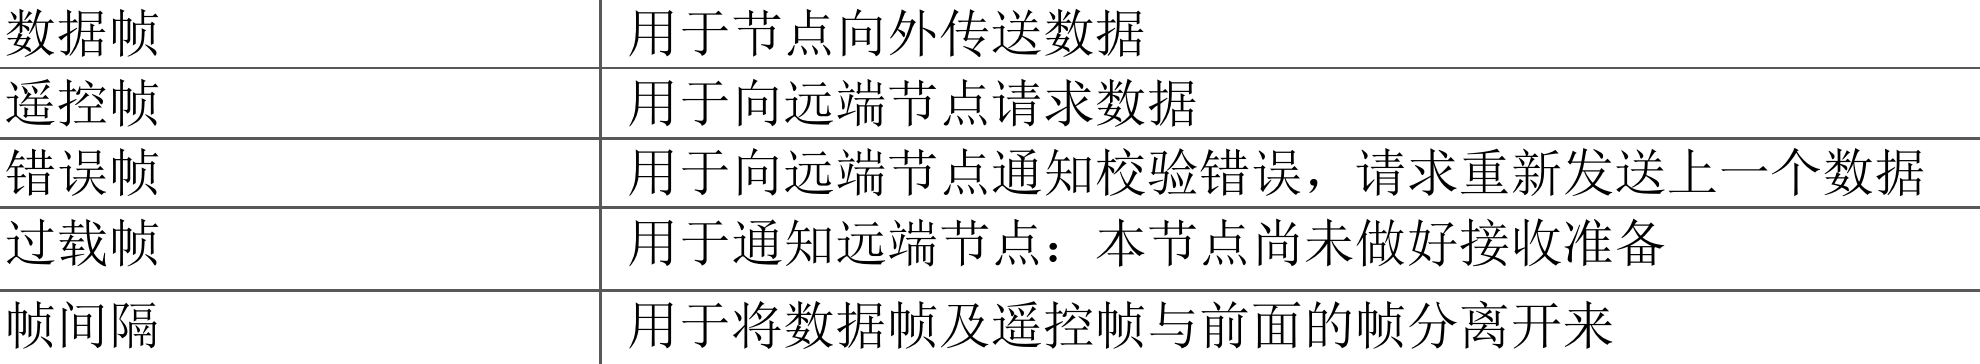 数据帧 用于节点向外传送数据
遥控帧 用于向远端节点请求数据
错误帧 用于向远端节点通知校验错误，请求重新发送上一个数据
过载帧 用于通知远端节点：本节点尚未做好接收准备
帧间隔 用于将数据帧及遥控帧与前面的帧分离开来